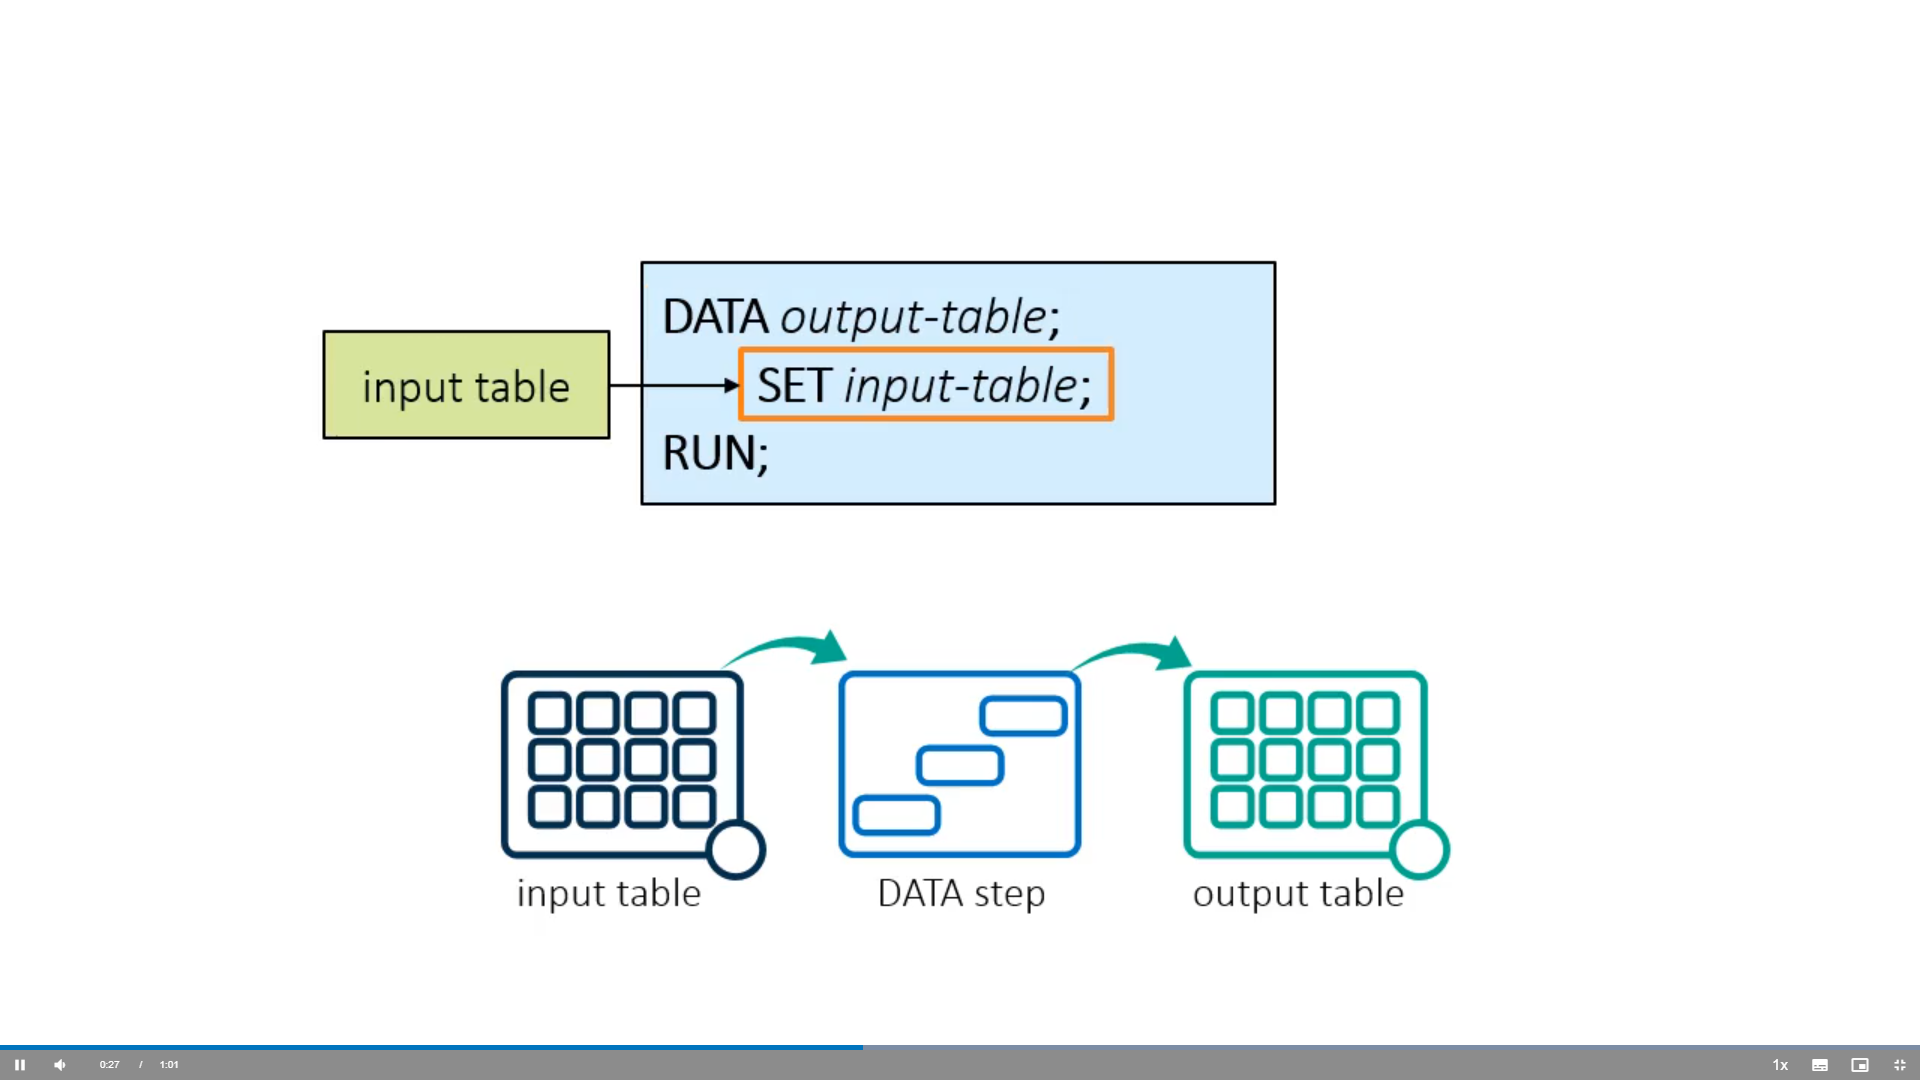 DATA output-table;
input table
SET input-table;
RUN;
input table
DATA step
output table
0:27 / 1:01
1x